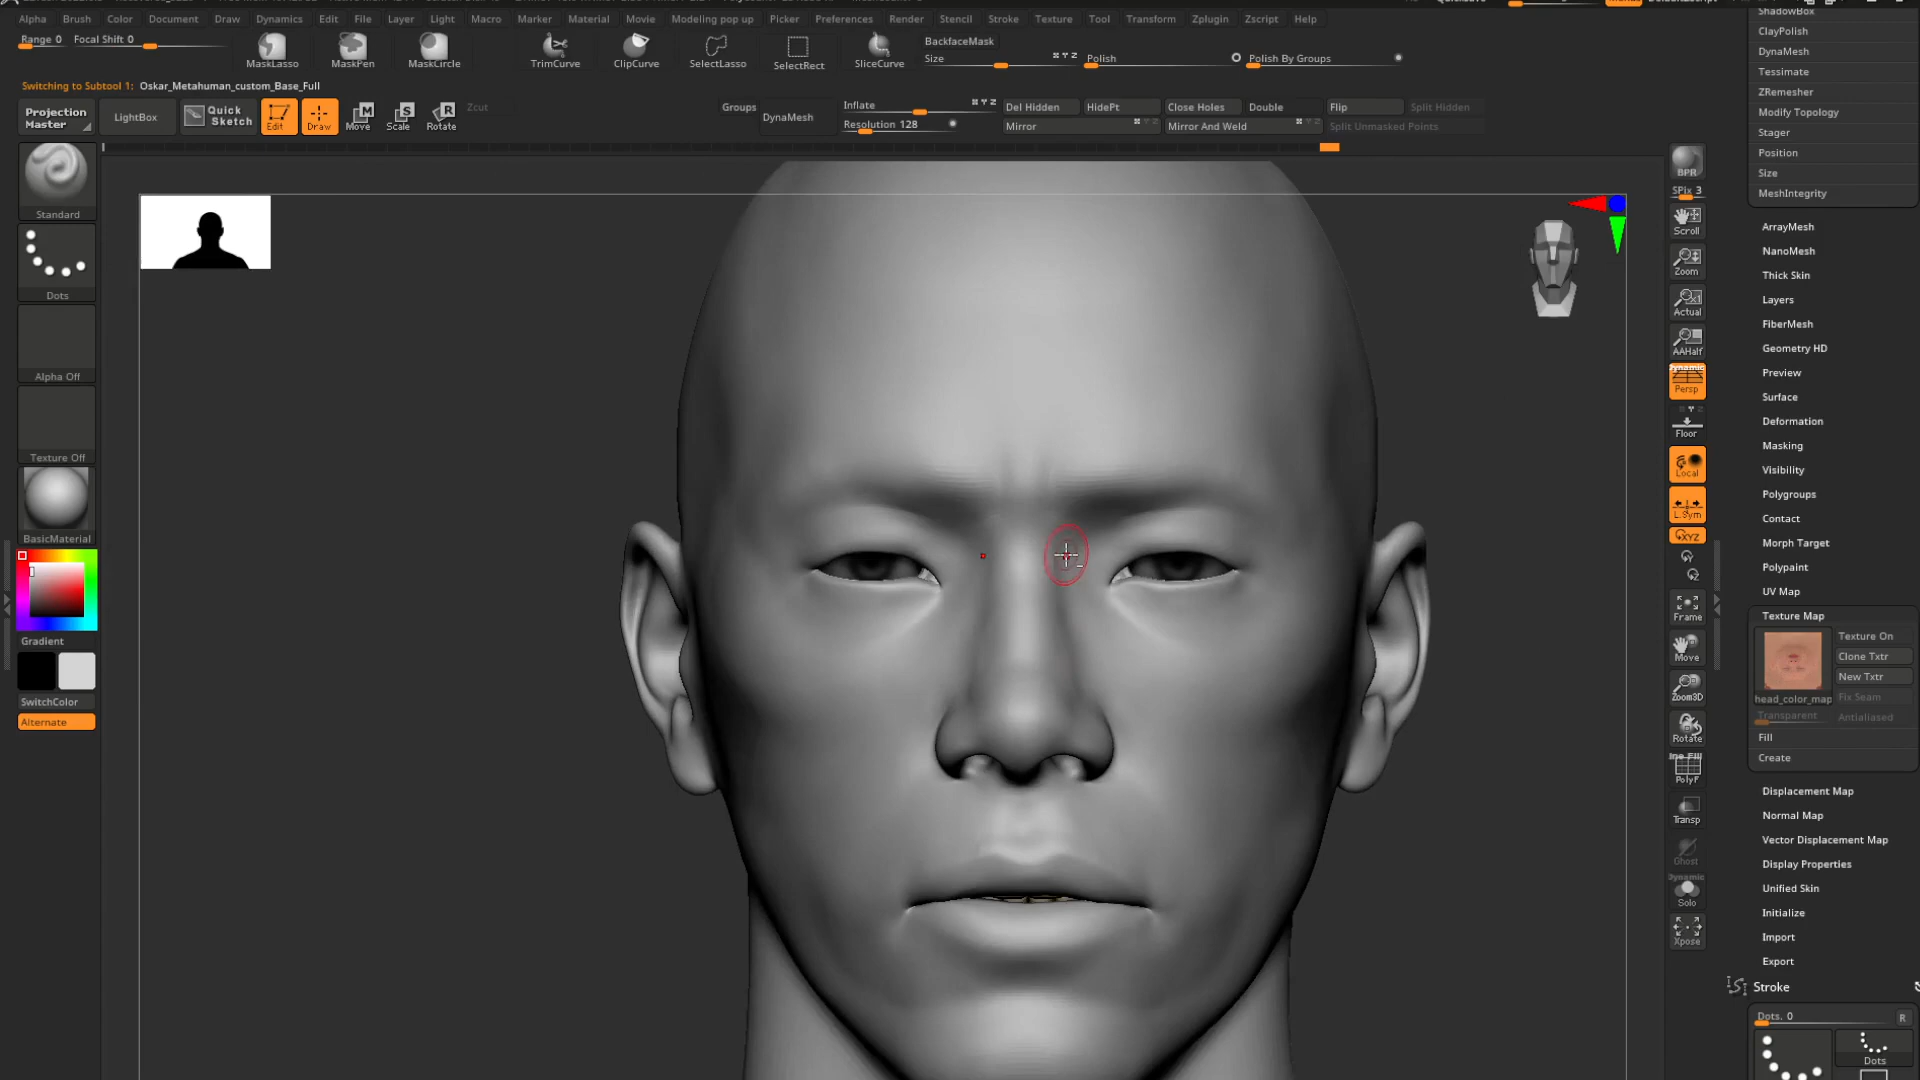 Alpha Brush Color Document Draw Dynamics Edit File Layer Light Macro Marker Material Movie Modeling pop up Picker Preferences Render Stencil Stroke Texture Tool Transform Zplugin Zscript Help
Range 0 Focal Shift 0
MaskLasso MaskPen MaskCircle TrimCurve ClipCurve SelectLasso SelectRect SliceCurve
BackfaceMask
Size Polish Polish By Groups
Switching to Subtool 1: Oskar_Metahuman_custom_Base_Full
Projection Master
LightBox
Quick Sketch
Edit Draw Move Scale Rotate
Zcut
Groups
DynaMesh
Inflate
Resolution 128
Del Hidden HidePt Close Holes Double Flip Split Hidden
Mirror Mirror And Weld Split Unmasked Points
Standard
Dots
Alpha Off
Texture Off
BasicMaterial
Gradient
SwitchColor
Alternate
BPR
SPix 3
Scroll
Zoom
Actual
AAHalf
Dynamic
Persp
Floor
Local
L.Sym
XYZ
Frame
Move
Zoom3D
Rotate
Line Fill
PolyF
Transp
Ghost
Dynamic
Solo
Xpose
ShadowBox
ClayPolish
DynaMesh
Tessimate
ZRemesher
Modify Topology
Stager
Position
Size
MeshIntegrity
ArrayMesh
NanoMesh
Thick Skin
Layers
FiberMesh
Geometry HD
Preview
Surface
Deformation
Masking
Visibility
Polygroups
Contact
Morph Target
Polypaint
UV Map
Texture Map
Texture On
Clone Txtr
New Txtr
Fix Seam
head_color_map
Transparent Antialiased
Fill
Create
Displacement Map
Normal Map
Vector Displacement Map
Display Properties
Unified Skin
Initialize
Import
Export
Stroke
Dots. 0 R
Dots